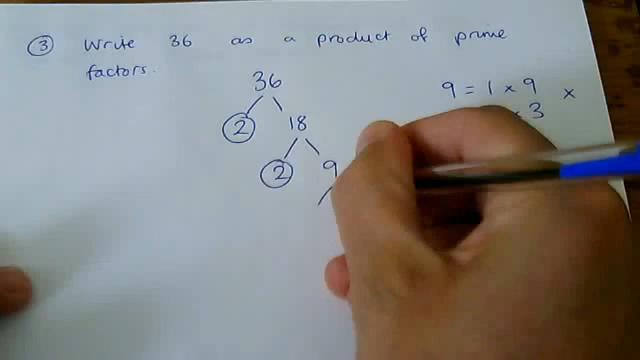 ③ Write 36 as a product of prime
factors.
36
9 = 1 × 9 ×
② 18
× 3
② 9